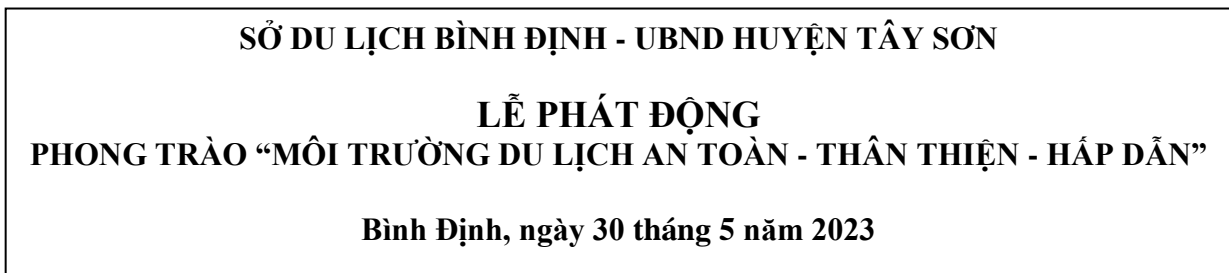 SỞ DU LỊCH BÌNH ĐỊNH - UBND HUYỆN TÂY SƠN
LỄ PHÁT ĐỘNG
PHONG TRÀO “MÔI TRƯỜNG DU LỊCH AN TOÀN - THÂN THIỆN - HẤP DẪN”
Bình Định, ngày 30 tháng 5 năm 2023